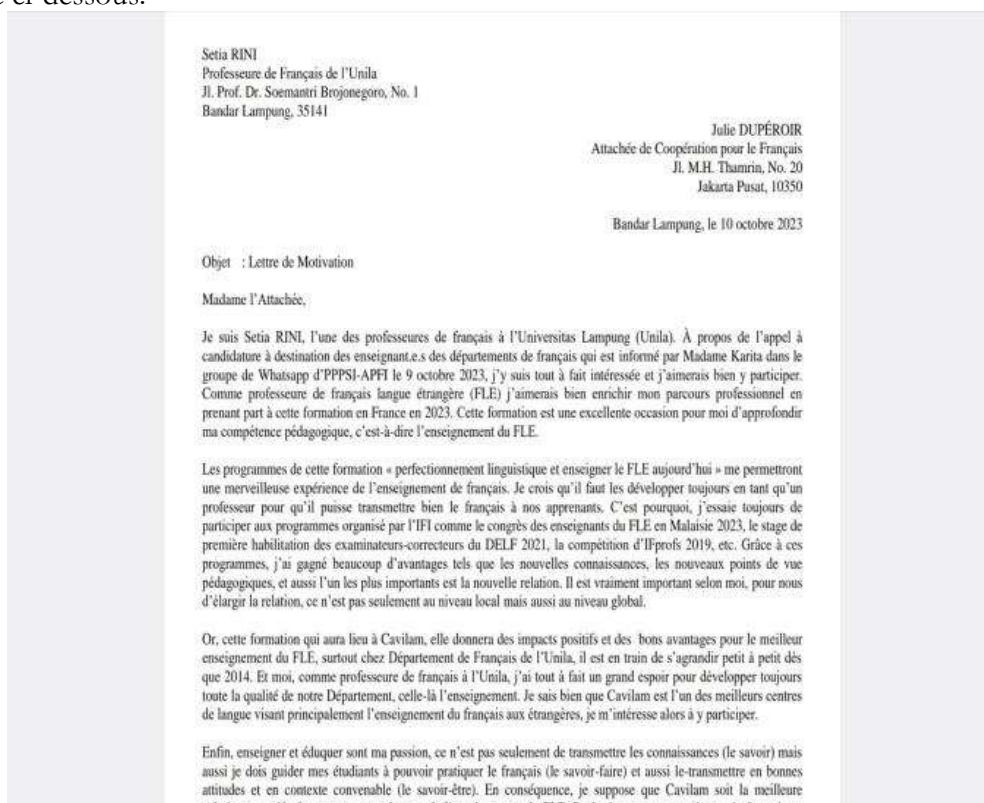 ci-dessous.
Setia RINI
Professeure de Français de l'Unila
Jl. Prof. Dr. Soemantri Brojonegoro, No. 1
Bandar Lampung, 35141
Julie DUPÉROIR
Attachée de Coopération pour le Français
Jl. M.H. Thamrin, No. 20
Jakarta Pusat, 10350
Bandar Lampung, le 10 octobre 2023
Objet : Lettre de Motivation
Madame l'Attachée,
Je suis Setia RINI, l'une des professeures de français à l'Universitas Lampung (Unila). À propos de l'appel à
candidature à destination des enseignant.e.s des départements de français qui est informé par Madame Karita dans le
groupe de Whatsapp d'PPPSI-APFI le 9 octobre 2023, j'y suis tout à fait intéressée et j'aimerais bien y participer.
Comme professeure de français langue étrangère (FLE) j'aimerais bien enrichir mon parcours professionnel en
prenant part à cette formation en France en 2023. Cette formation est une excellente occasion pour moi d'approfondir
ma compétence pédagogique, c'est-à-dire l'enseignement du FLE.
Les programmes de cette formation « perfectionnement linguistique et enseigner le FLE aujourd'hui » me permettront
une merveilleuse expérience de l'enseignement de français. Je crois qu'il faut les développer toujours en tant qu'un
professeur pour qu'il puisse transmettre bien le français à nos apprenants. C'est pourquoi, j'essaie toujours de
participer aux programmes organisé par l'IFI comme le congrès des enseignants du FLE en Malaisie 2023, le stage de
première habilitation des examinateurs-correcteurs du DELF 2021, la compétition d'IFprofs 2019, etc. Grâce à ces
programmes, j'ai gagné beaucoup d'avantages tels que les nouvelles connaissances, les nouveaux points de vue
pédagogiques, et aussi l'un les plus importants est la nouvelle relation. Il est vraiment important selon moi, pour nous
d'élargir la relation, ce n'est pas seulement au niveau local mais aussi au niveau global.
Or, cette formation qui aura lieu à Cavilam, elle donnera des impacts positifs et des bons avantages pour le meilleur
enseignement du FLE, surtout chez Département de Français de l'Unila, il est en train de s'agrandir petit à petit dès
que 2014. Et moi, comme professeure de français à l'Unila, j'ai tout à fait un grand espoir pour développer toujours
toute la qualité de notre Département, celle-là l'enseignement. Je sais bien que Cavilam est l'un des meilleurs centres
de langue visant principalement l'enseignement du français aux étrangères, je m'intéresse alors à y participer.
Enfin, enseigner et éduquer sont ma passion, ce n'est pas seulement de transmettre les connaissances (le savoir) mais
aussi je dois guider mes étudiants à pouvoir pratiquer le français (le savoir-faire) et aussi le-transmettre en bonnes
attitudes et en contexte convenable (le savoir-être). En conséquence, je suppose que Cavilam soit la meilleure